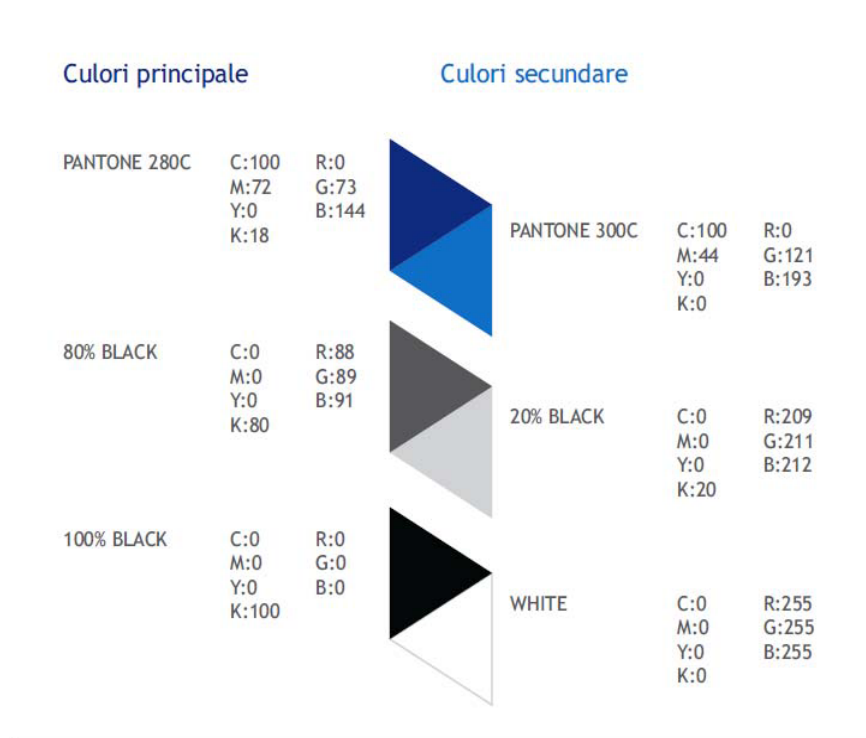 Culori principale
Culori secundare
PANTONE 280C C:100 R:0
M:72 G:73
Y:0 B:144
K:18
PANTONE 300C C:100 R:0
M:44 G:121
Y:0 B:193
K:0
80% BLACK C:0 R:88
M:0 G:89
Y:0 B:91
K:80
20% BLACK C:0 R:209
M:0 G:211
Y:0 B:212
K:20
100% BLACK C:0 R:0
M:0 G:0
Y:0 B:0
K:100
WHITE C:0 R:255
M:0 G:255
Y:0 B:255
K:0